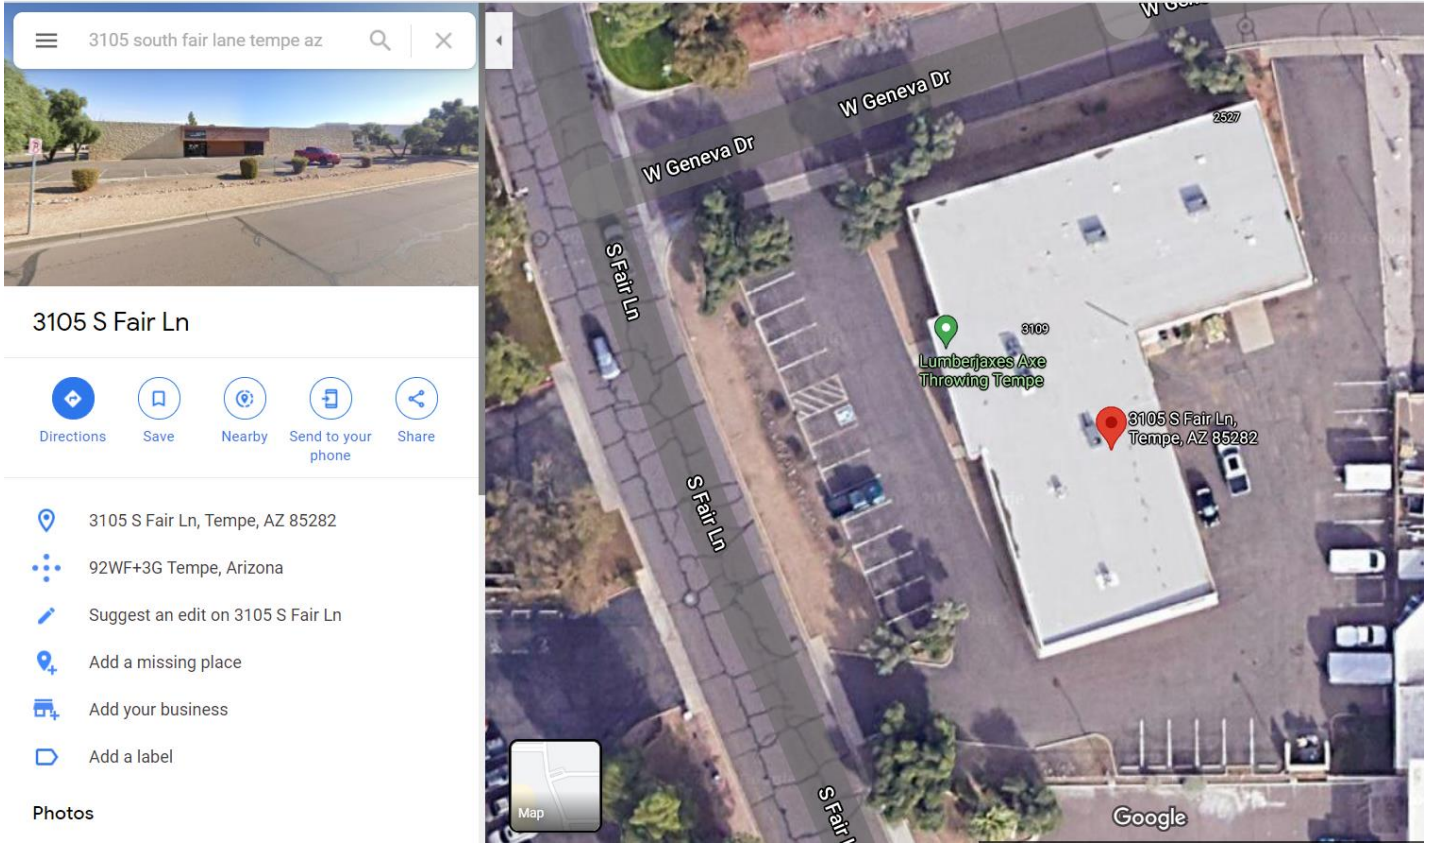 3105 south fair lane tempe az
3105 S Fair Ln
Directions
Save
Nearby
Send to your
phone
Share
3105 S Fair Ln, Tempe, AZ 85282
92WF+3G Tempe, Arizona
Suggest an edit on 3105 S Fair Ln
Add a missing place
Add your business
Add a label
Photos
W Geneva Dr
W Geneva Dr
2527
S Fair Ln
3109
Lumberjaxes Axe
Throwing Tempe
3105 S Fair Ln,
Tempe, AZ 85282
S Fair Ln
S Fair
Map
Google